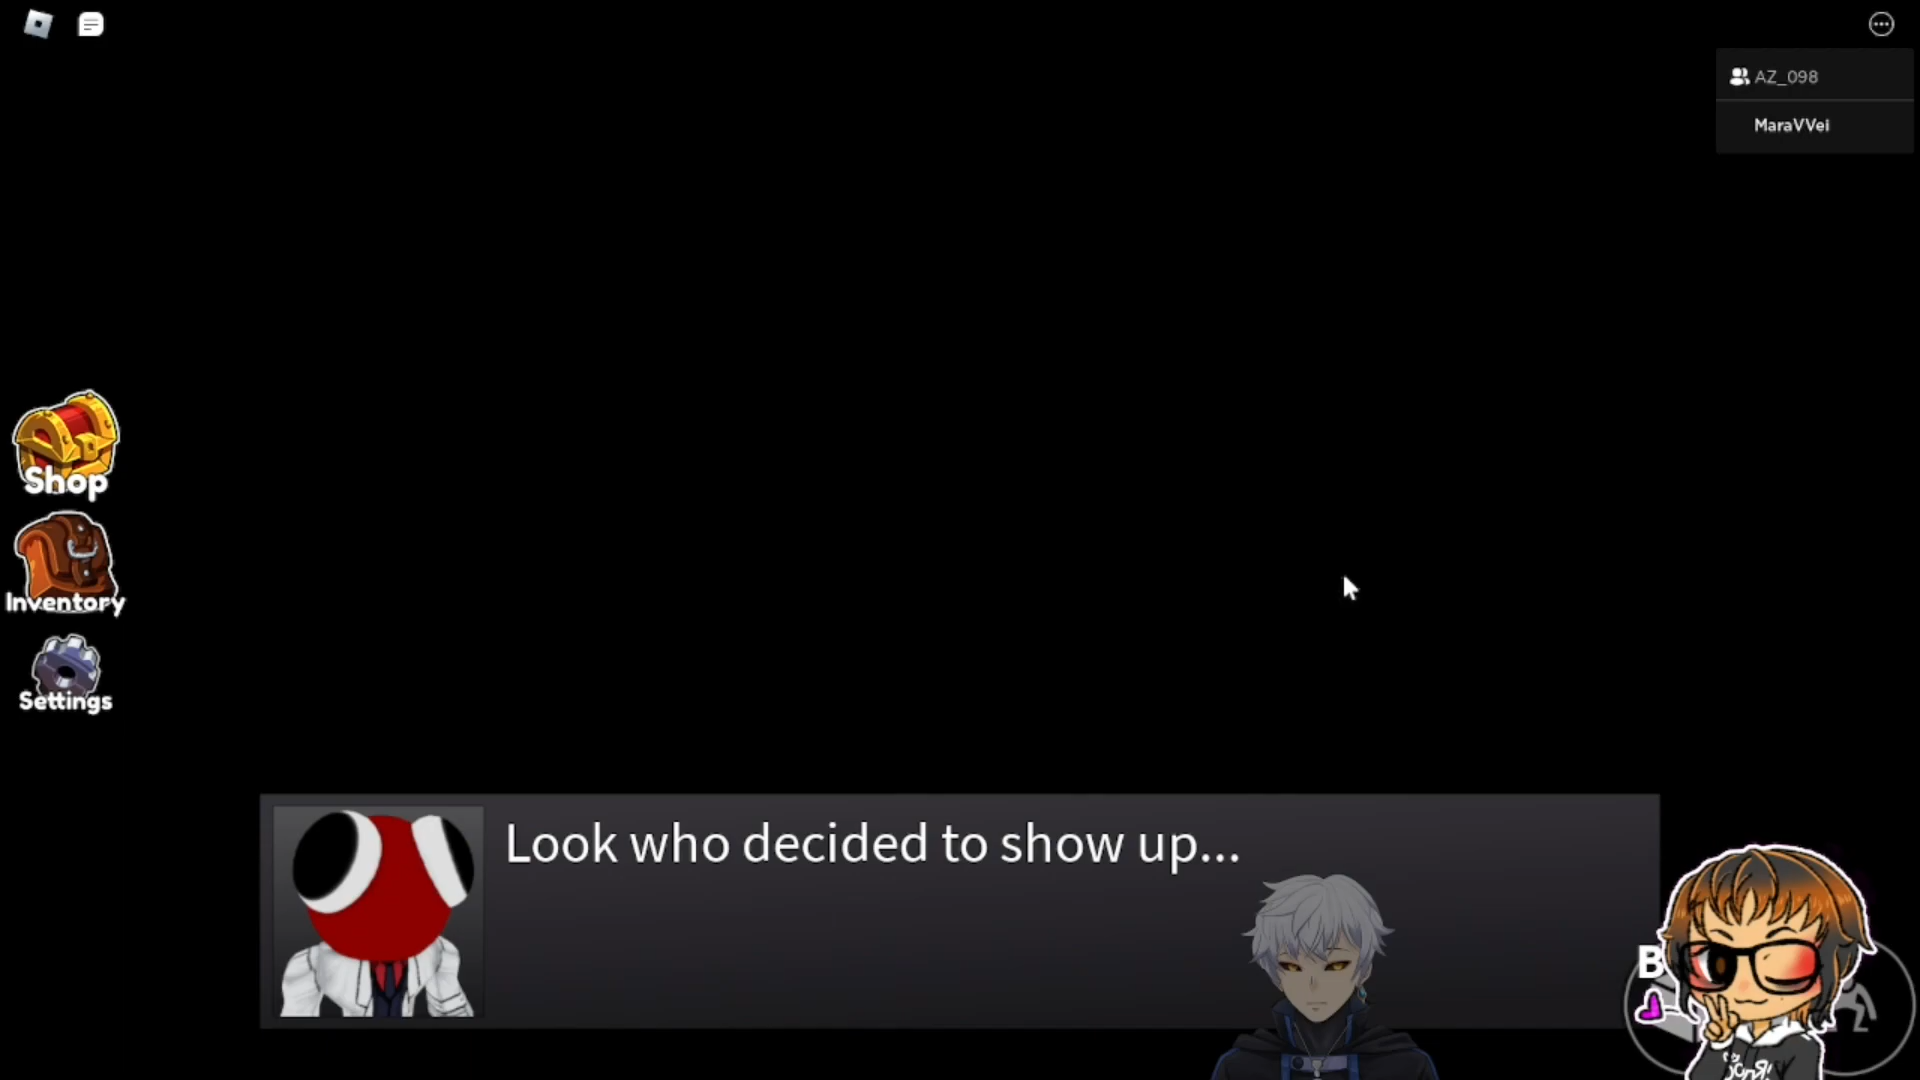 AZ_098
MaraVVei
Shop
Inventory
Settings
Look who decided to show up...
B